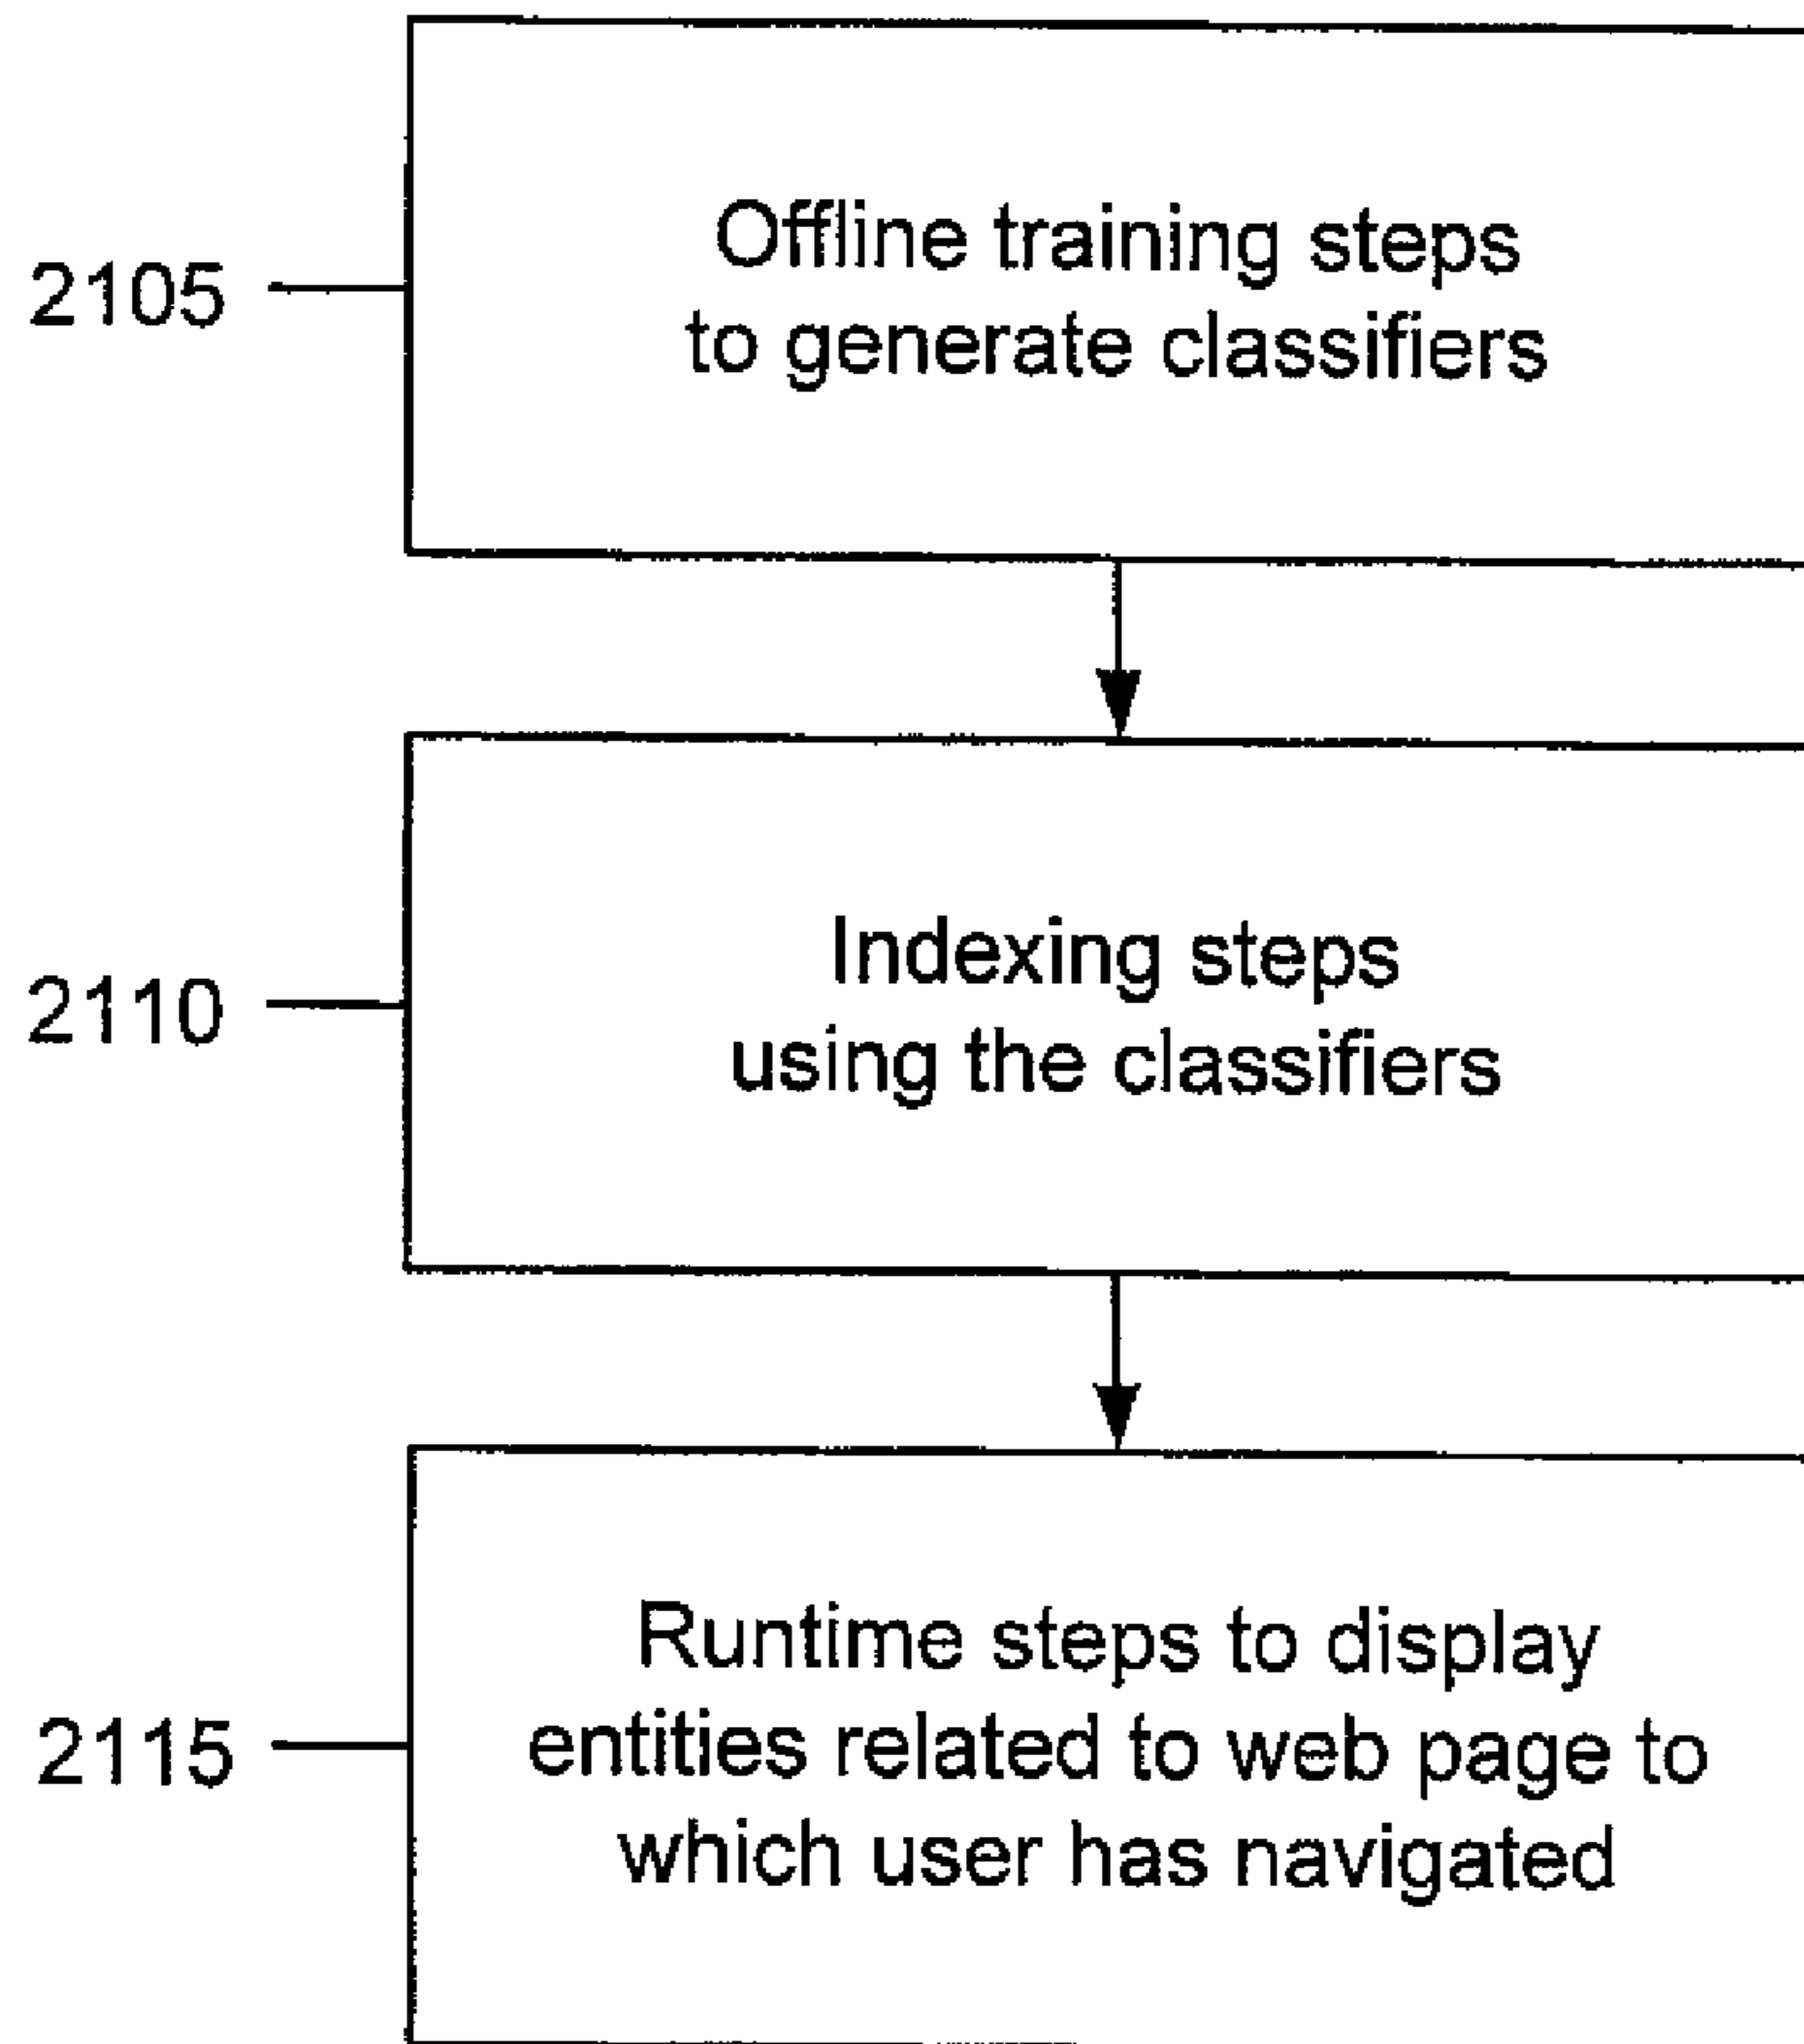 2105
Offline training steps
to generate classifiers
2110
Indexing steps
using the classifiers
2115
Runtime steps to display
entities related to web page to
which user has navigated